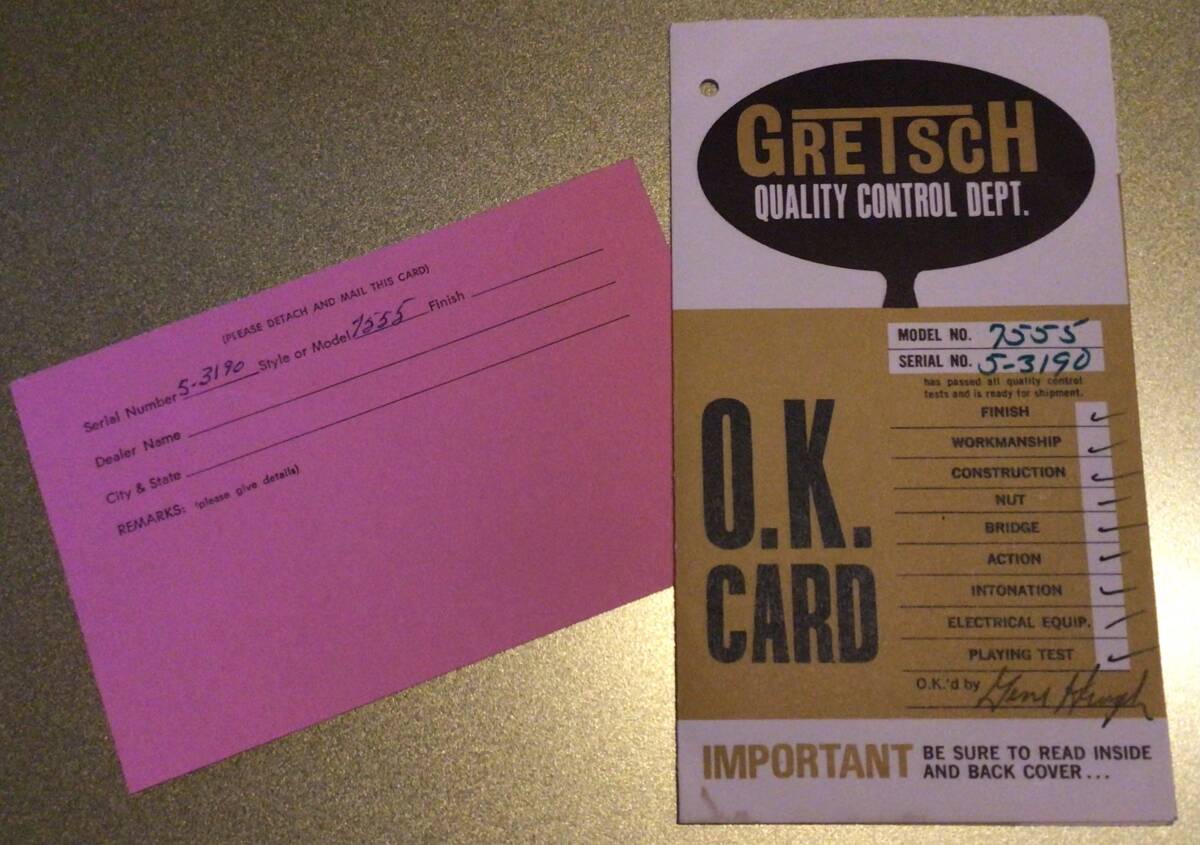 (PLEASE DETACH AND MAIL THIS CARD)
Serial Number 5-3190 Style or Model 7555 Finish
Dealer Name
City & State
REMARKS: (please give details)
GRETSCH
QUALITY CONTROL DEPT.
MODEL NO. 7555
SERIAL NO. 5-3190
has passed all quality control
tests and is ready for shipment.
O.K.
CARD
FINISH ✓
WORKMANSHIP ✓
CONSTRUCTION ✓
NUT ✓
BRIDGE ✓
ACTION ✓
INTONATION ✓
ELECTRICAL EQUIP. ✓
PLAYING TEST ✓
O.K.'d by Gene
IMPORTANT BE SURE TO READ INSIDE
AND BACK COVER...